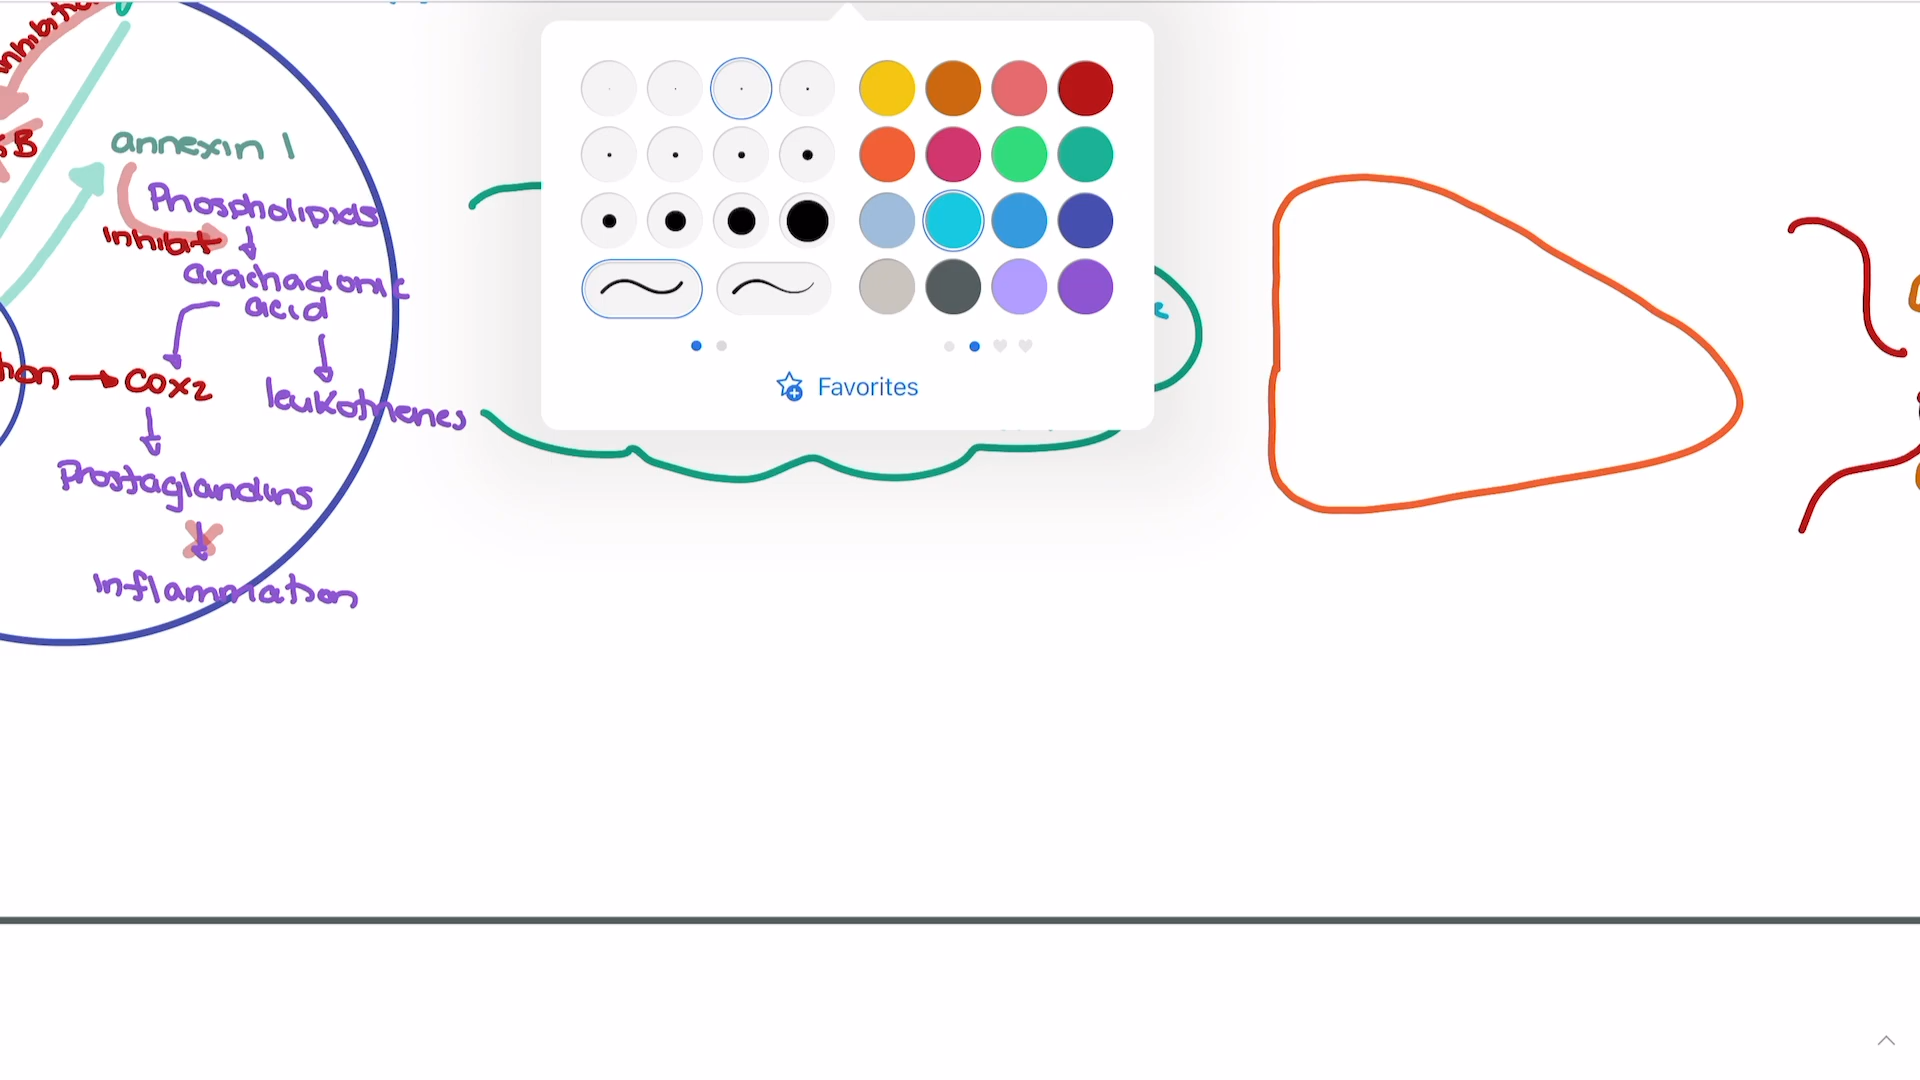 annexin 1
Phospholipids
Inhibit
arachadonic
acid
COX2
leukotrienes
Prostaglandins
Inflammation
Favorites